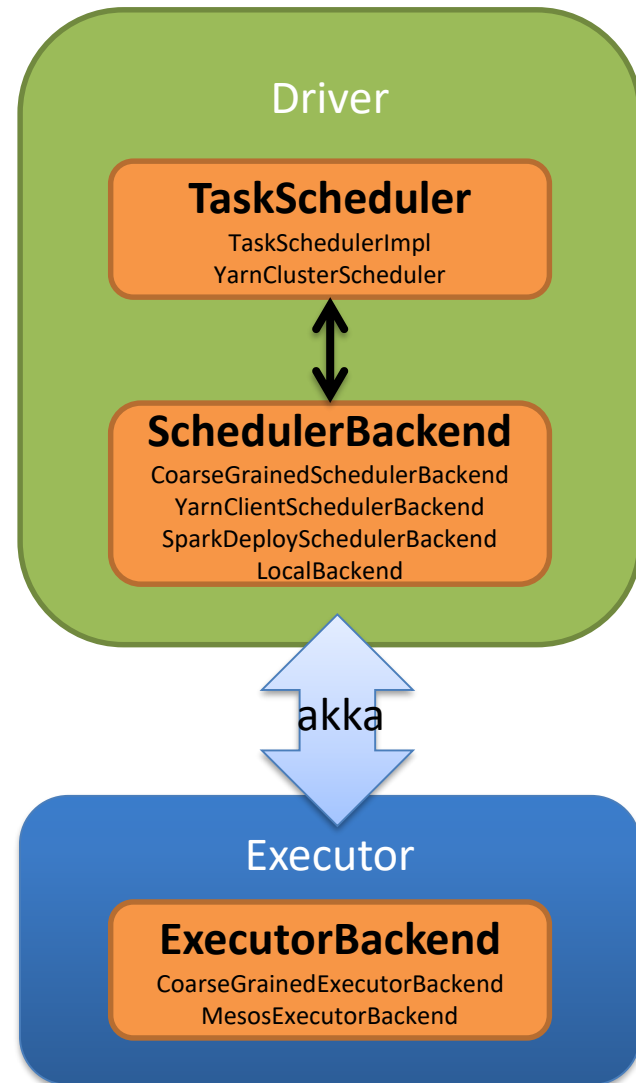 Driver
TaskScheduler
TaskSchedulerImpl
YarnClusterScheduler
SchedulerBackend
CoarseGrainedSchedulerBackend
YarnClientSchedulerBackend
SparkDeploySchedulerBackend
LocalBackend
akka
Executor
ExecutorBackend
CoarseGrainedExecutorBackend
MesosExecutorBackend